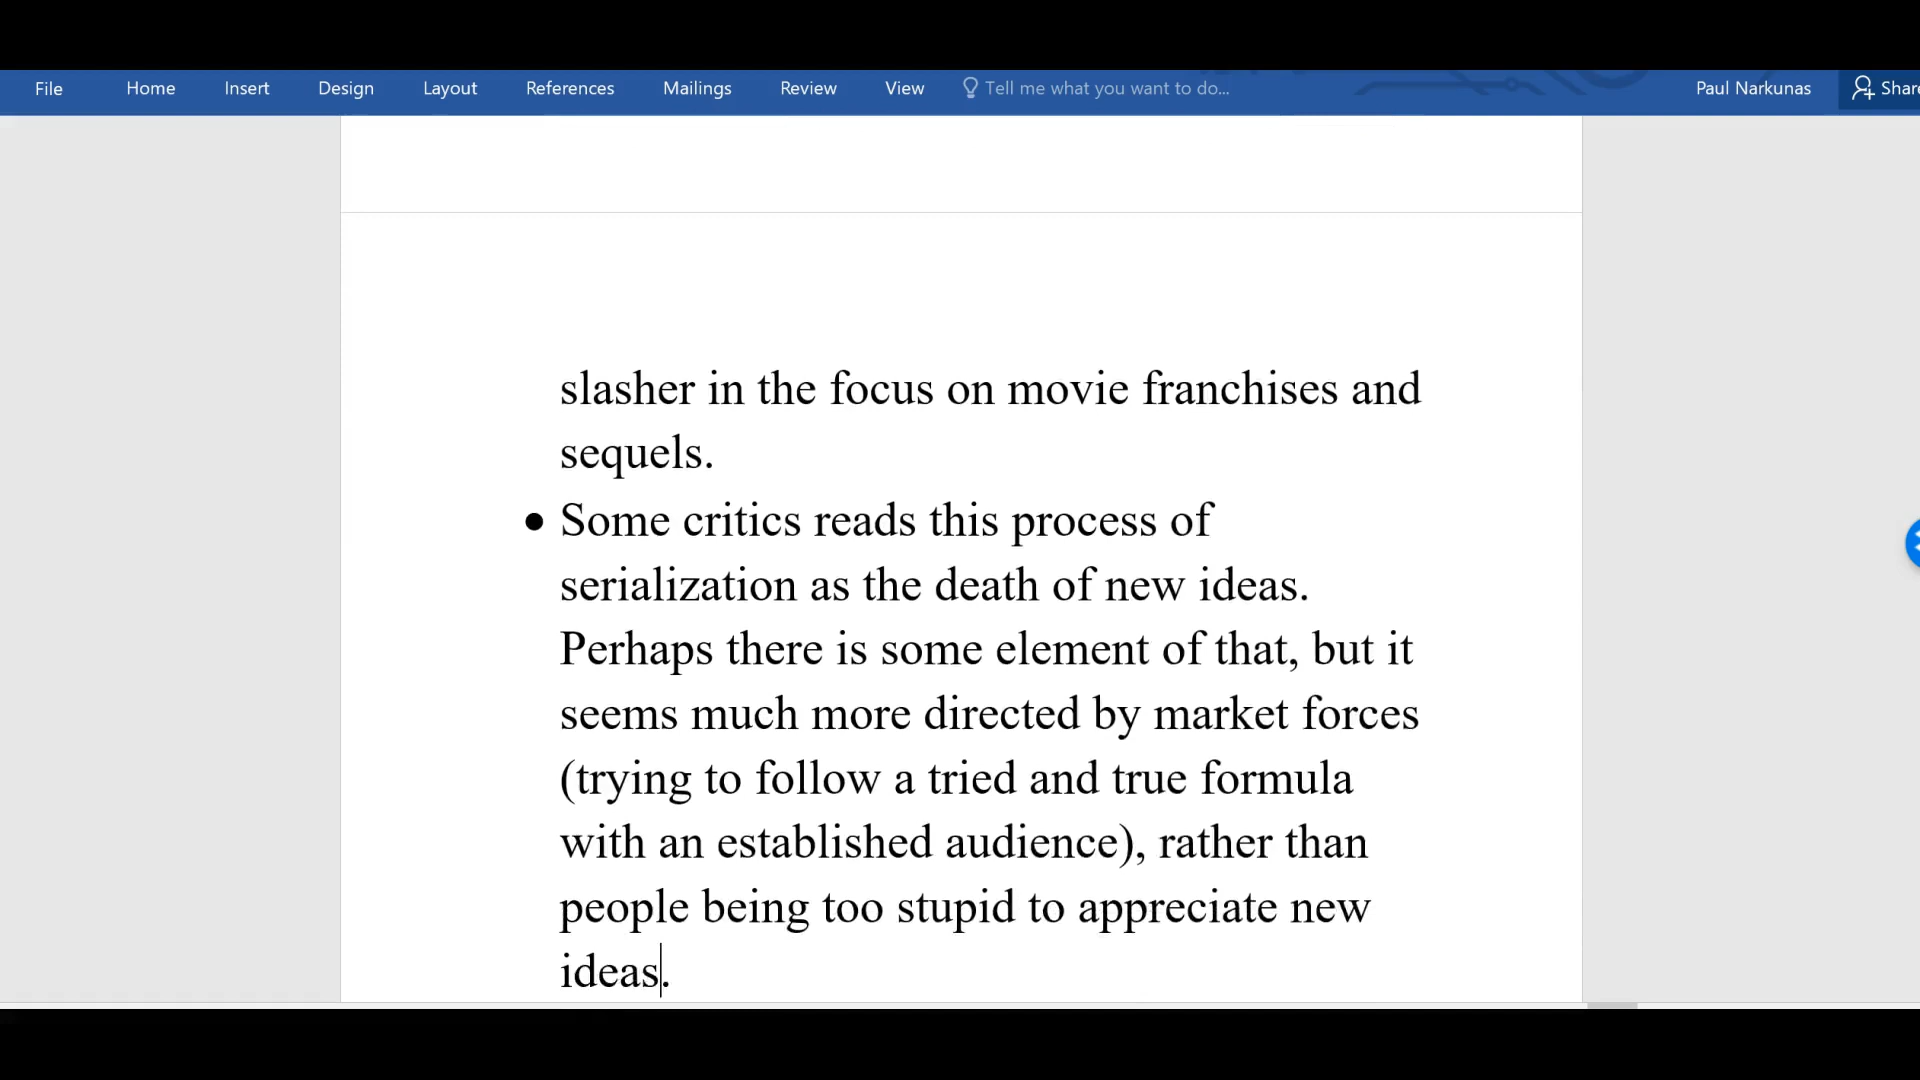 File Home Insert Design Layout References Mailings Review View Tell me what you want to do... Paul Narkunas Share
slasher in the focus on movie franchises and
sequels.
• Some critics reads this process of
serialization as the death of new ideas.
Perhaps there is some element of that, but it
seems much more directed by market forces
(trying to follow a tried and true formula
with an established audience), rather than
people being too stupid to appreciate new
ideas.